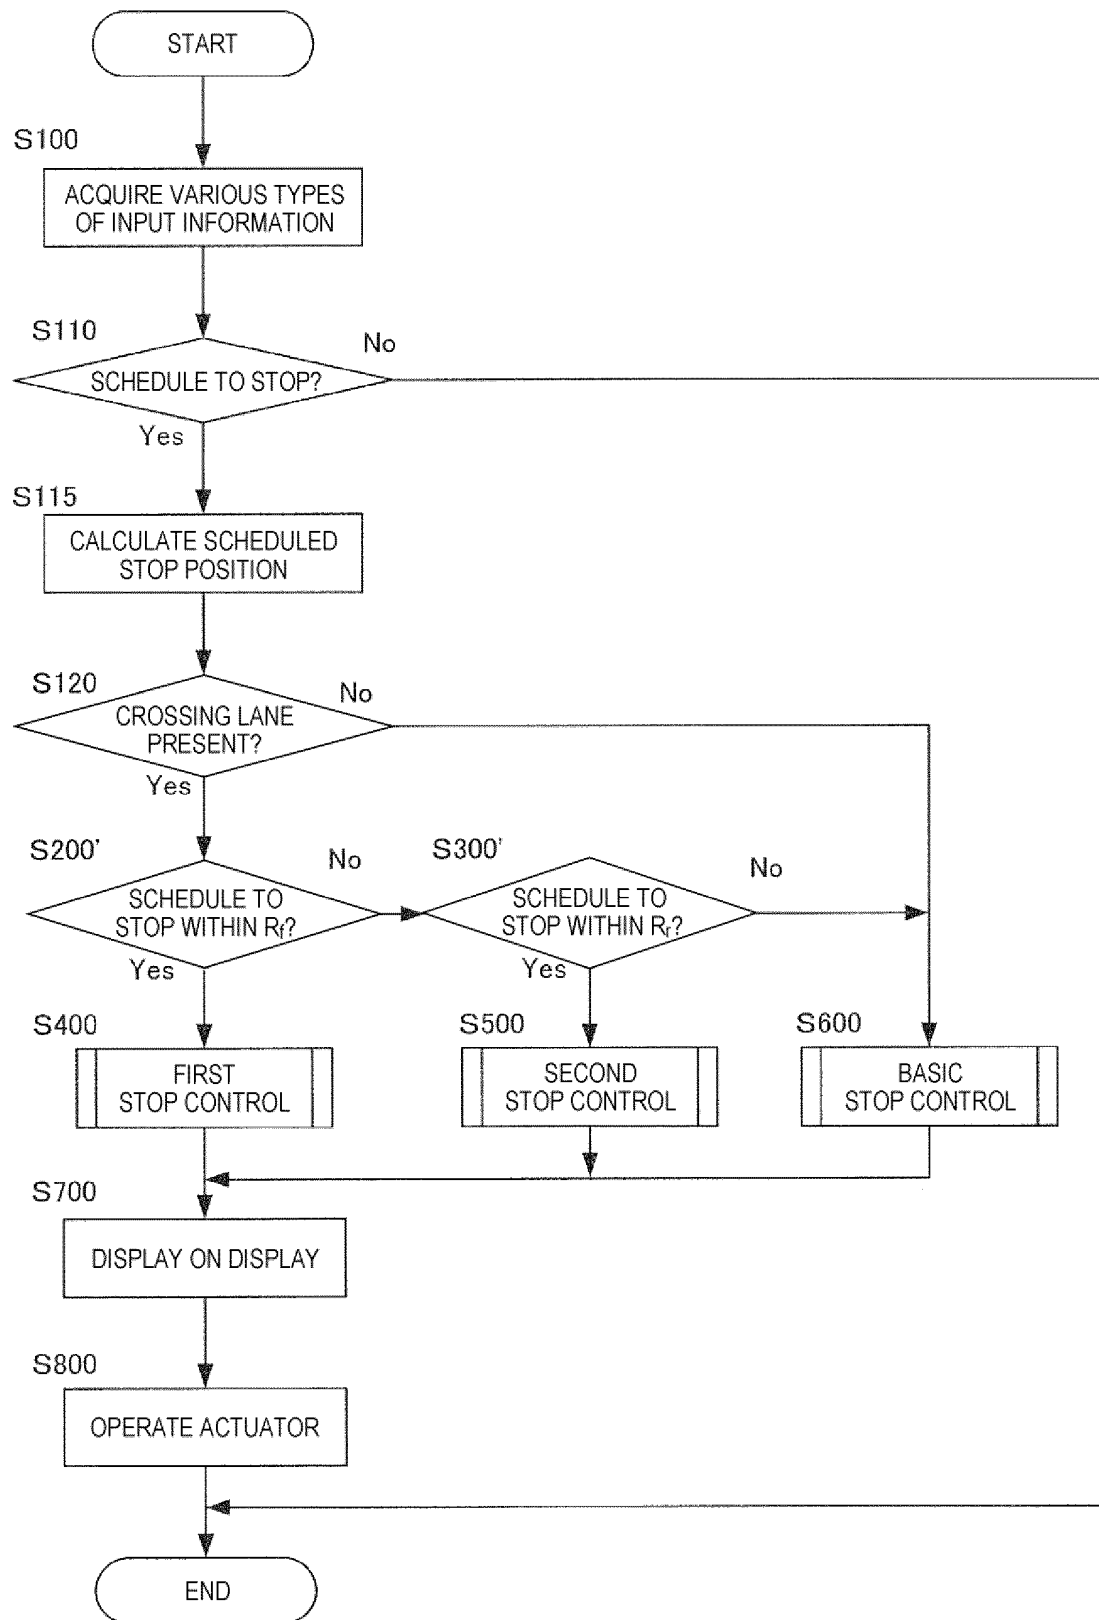 START
S100
ACQUIRE VARIOUS TYPES
OF INPUT INFORMATION
S110
No
SCHEDULE TO STOP?
Yes
S115
CALCULATE SCHEDULED
STOP POSITION
S120
No
CROSSING LANE
PRESENT?
Yes
S200'
No
SCHEDULE TO
STOP WITHIN Rf?
Yes
S300'
No
SCHEDULE TO
STOP WITHIN Rr?
Yes
S400
FIRST
STOP CONTROL
S500
SECOND
STOP CONTROL
S600
BASIC
STOP CONTROL
S700
DISPLAY ON DISPLAY
S800
OPERATE ACTUATOR
END